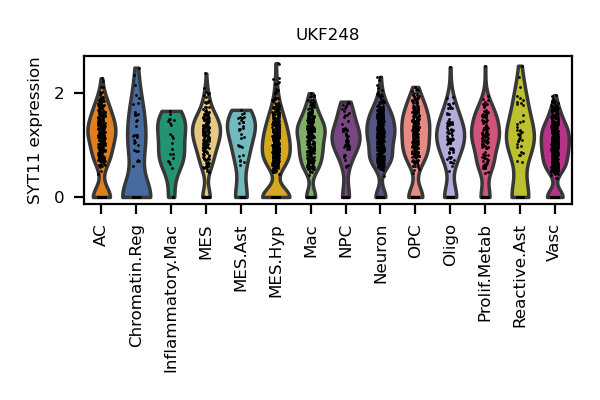 UKF248
SYT11 expression
2
0
AC
Chromatin.Reg
Inflammatory.Mac
MES
MES.Ast
MES.Hyp
Mac
NPC
Neuron
OPC
Oligo
Prolif.Metab
Reactive.Ast
Vasc